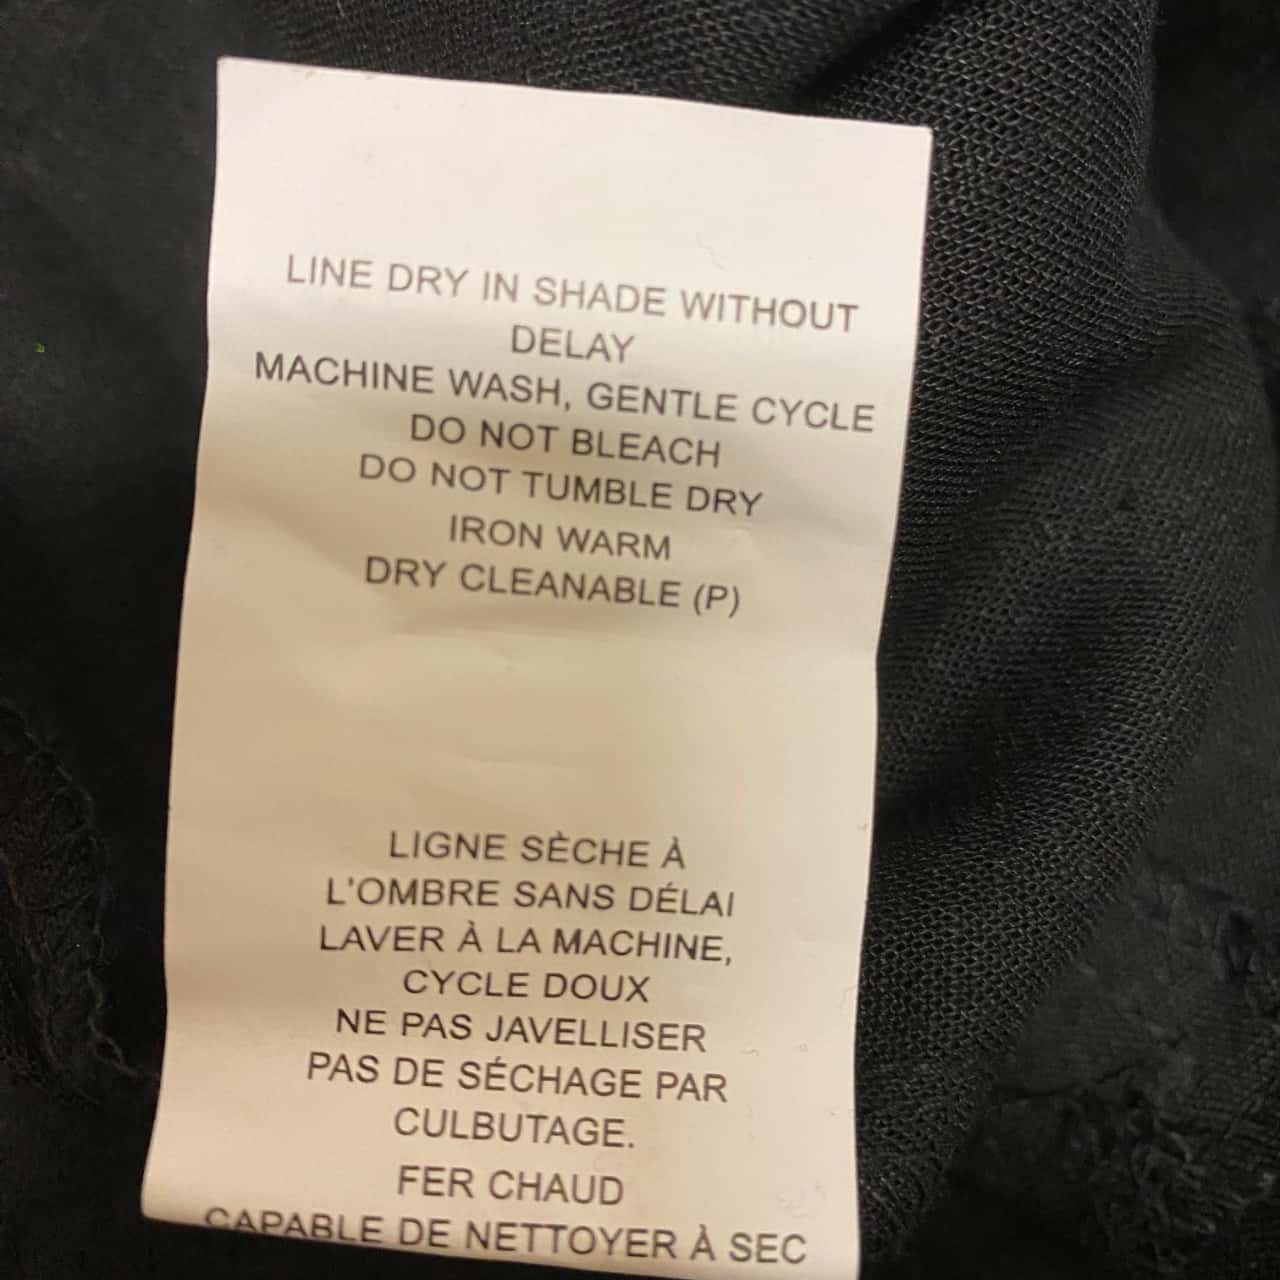 LINE DRY IN SHADE WITHOUT
DELAY
MACHINE WASH, GENTLE CYCLE
DO NOT BLEACH
DO NOT TUMBLE DRY
IRON WARM
DRY CLEANABLE (P)
LIGNE SÈCHE À
L'OMBRE SANS DÉLAI
LAVER À LA MACHINE,
CYCLE DOUX
NE PAS JAVELLISER
PAS DE SÉCHAGE PAR
CULBUTAGE.
FER CHAUD
CAPABLE DE NETTOYER À SEC